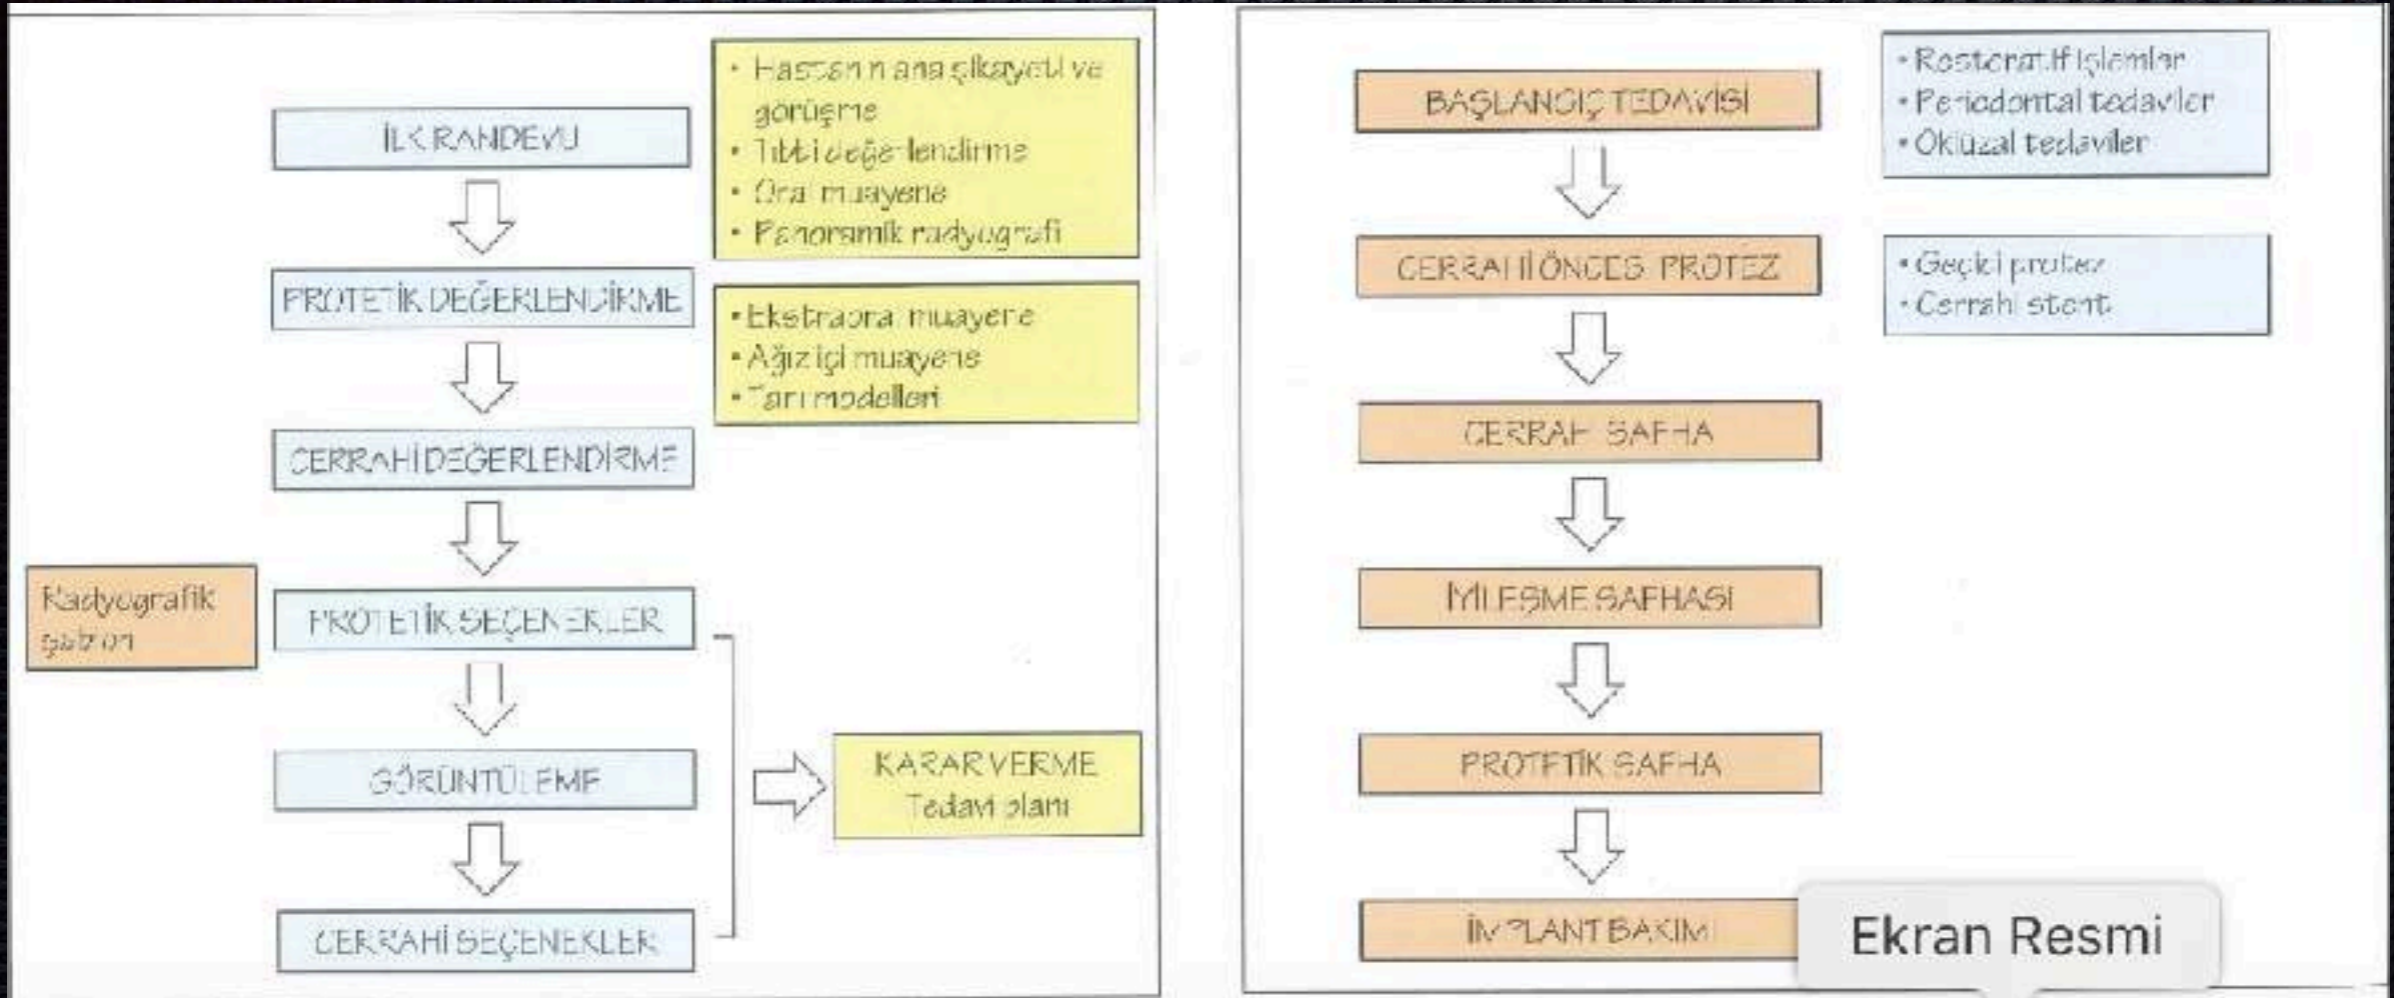 İLK RANDEVU
• Hastanın ana şikayeti ve
görüşme
• Tıbbi değerlendirme
• Oral muayene
• Panoramik radyografi
PROTETİK DEĞERLENDİRME
• Ekstraoral muayene
• Ağız içi muayene
• Tanı modelleri
CERRAHİ DEĞERLENDİRME
Radyografik
şablon
PROTETİK SEÇENEKLER
GÖRÜNTÜLEME
KARAR VERME
Tedavi planı
CERRAHİ SEÇENEKLER
BAŞLANGIÇ TEDAVİSİ
• Restoratif işlemler
• Periodontal tedaviler
• Oklüzal tedaviler
CERRAHİ ÖNCESİ PROTEZ
• Geçici protez
• Cerrahi stent
CERRAHİ SAFHA
İYİLEŞME SAFHASI
PROTETİK SAFHA
İMPLANT BAKIMI
Ekran Resmi